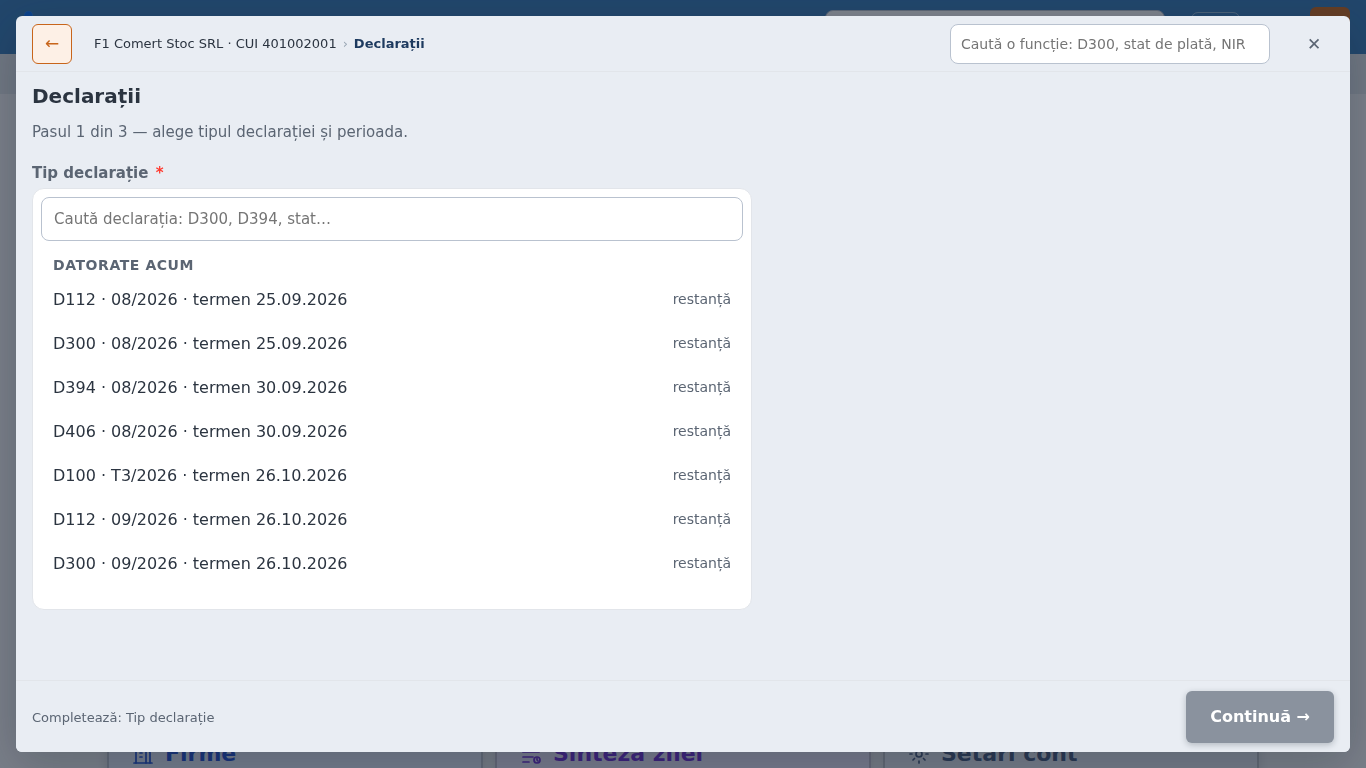 ←
F1 Comert Stoc SRL · CUI 401002001 › Declarații
Caută o funcție: D300, stat de plată, NIR
✕
Declarații
Pasul 1 din 3 — alege tipul declarației și perioada.
Tip declarație *
Caută declarația: D300, D394, stat...
DATORATE ACUM
D112 · 08/2026 · termen 25.09.2026 restanță
D300 · 08/2026 · termen 25.09.2026 restanță
D394 · 08/2026 · termen 30.09.2026 restanță
D406 · 08/2026 · termen 30.09.2026 restanță
D100 · T3/2026 · termen 26.10.2026 restanță
D112 · 09/2026 · termen 26.10.2026 restanță
D300 · 09/2026 · termen 26.10.2026 restanță
Completează: Tip declarație
Continuă →
Firme
Sinteza zilei
Setări cont